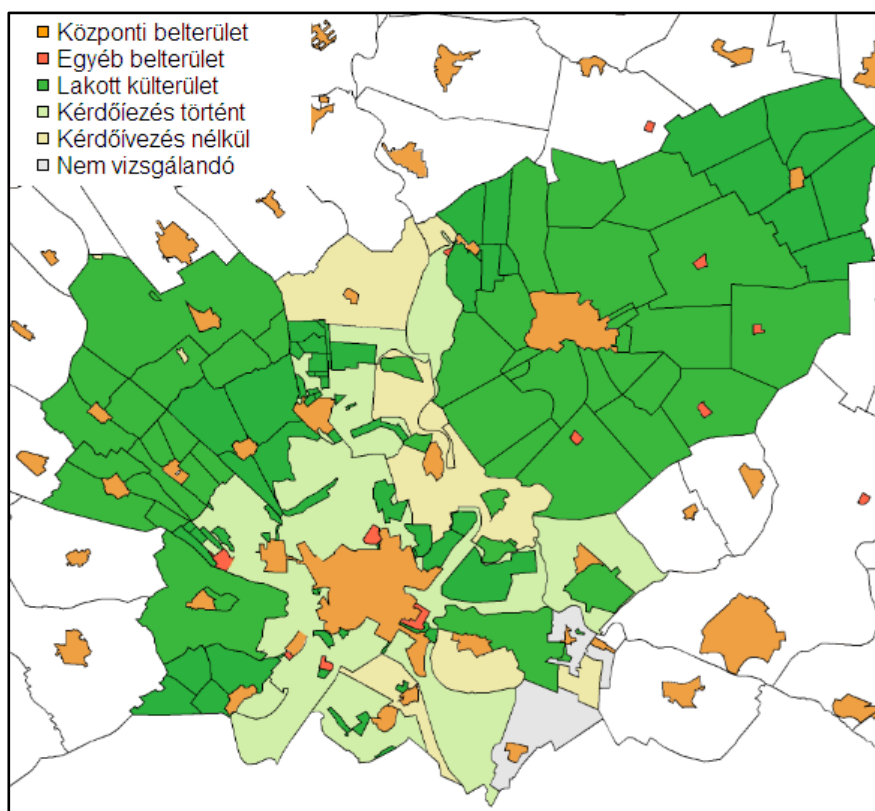 Központi belterület
Egyéb belterület
Lakott külterület
Kérdőíezés történt
Kérdőívezés nélkül
Nem vizsgálandó